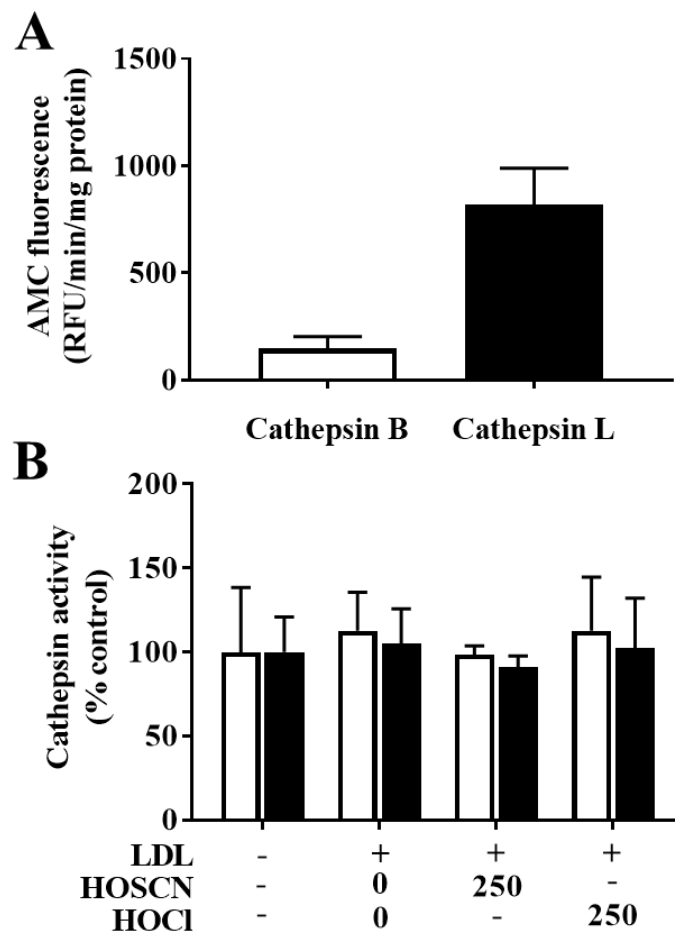 A
AMC fluorescence
(RFU/min/mg protein)
1500
1000
500
0
Cathepsin B Cathepsin L
B
Cathepsin activity
(% control)
200
150
100
50
0
LDL - + + +
HOSCN - 0 250 -
HOCl - 0 - 250